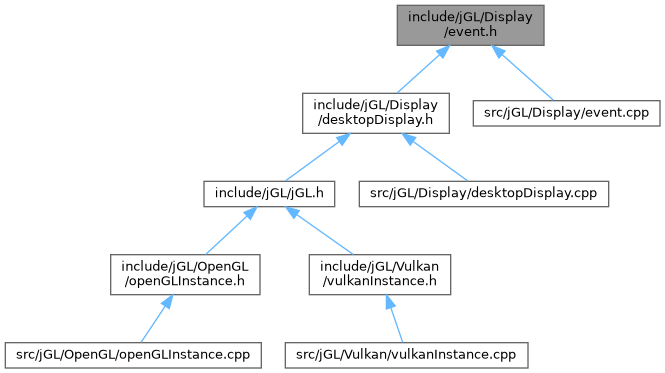 include/jGL/Display
/event.h
include/jGL/Display
/desktopDisplay.h
src/jGL/Display/event.cpp
include/jGL/jGL.h
src/jGL/Display/desktopDisplay.cpp
include/jGL/OpenGL
/openGLInstance.h
include/jGL/Vulkan
/vulkanInstance.h
src/jGL/OpenGL/openGLInstance.cpp
src/jGL/Vulkan/vulkanInstance.cpp